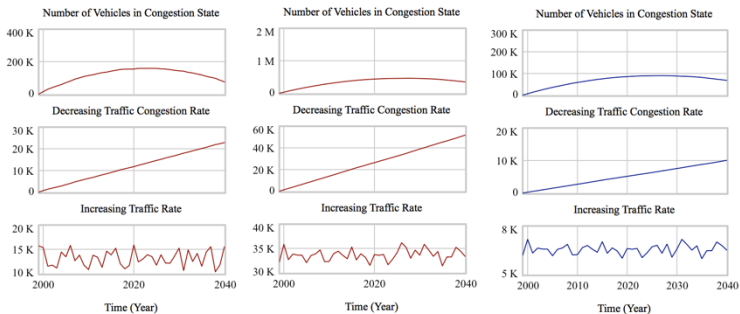 Number of Vehicles in Congestion State
400 K
200 K
0
Decreasing Traffic Congestion Rate
30 K
20 K
10 K
0
Increasing Traffic Rate
20 K
15 K
10 K
2000
2020
2040
Time (Year)
Number of Vehicles in Congestion State
2 M
1 M
0
Decreasing Traffic Congestion Rate
60 K
40 K
20 K
0
Increasing Traffic Rate
40 K
35 K
30 K
2000
2020
2040
Time (Year)
Number of Vehicles in Congestion State
300 K
200 K
100 K
0
Decreasing Traffic Congestion Rate
20 K
10 K
0
Increasing Traffic Rate
8 K
5 K
2000
2010
2020
2030
2040
Time (Year)